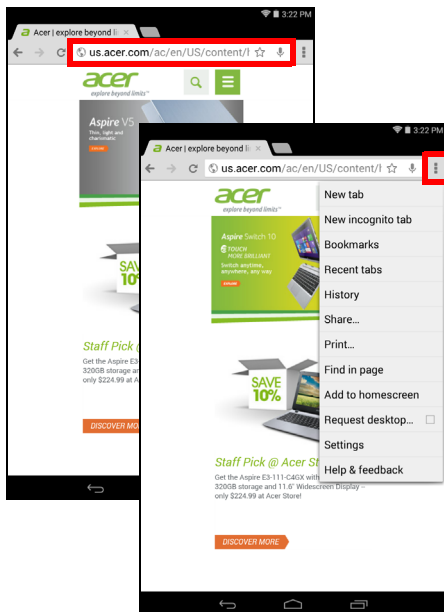 3:22 PM
Acer | explore beyond li
us.acer.com/ac/en/US/content/
acer
explore beyond limits™
Aspire V5
Thin, light and
charismatic
SAV
10
Staff Pick @
Get the Aspire E3-
320GB storage an
only $224.99 at A
DISCOVER MO
3:22 PM
Acer | explore beyond li
us.acer.com/ac/en/US/content/
acer
explore beyond limits™
Aspire Switch 10
TOUCH
MORE BRILLIANT
Switch anytime,
anywhere, any way
SAVE
10%
Staff Pick @ Acer St
Get the Aspire E3-111-C4GX with
320GB storage and 11.6" Widescreen Display –
only $224.99 at Acer Store!
DISCOVER MORE
New tab
New incognito tab
Bookmarks
Recent tabs
History
Share...
Print...
Find in page
Add to homescreen
Request desktop...
Settings
Help & feedback